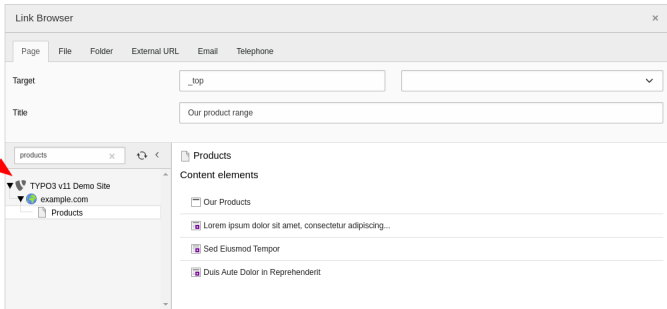 Link Browser
Page File Folder External URL Email Telephone
Target _top
Title Our product range
products
Products
Content elements
TYPO3 v11 Demo Site
example.com
Products
Our Products
Lorem ipsum dolor sit amet, consectetur adipiscing...
Sed Eiusmod Tempor
Duis Aute Dolor in Reprehenderit